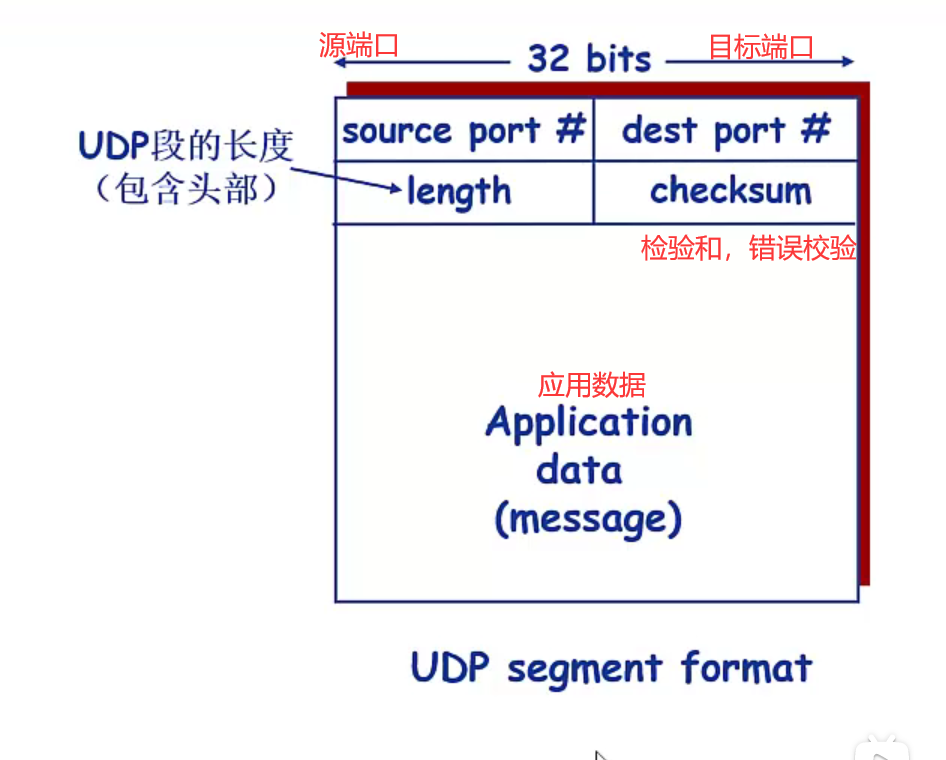 源端口
32 bits
目标端口
source port #
dest port #
UDP段的长度
（包含头部）
length
checksum
检验和，错误校验
应用数据
Application
data
(message)
UDP segment format